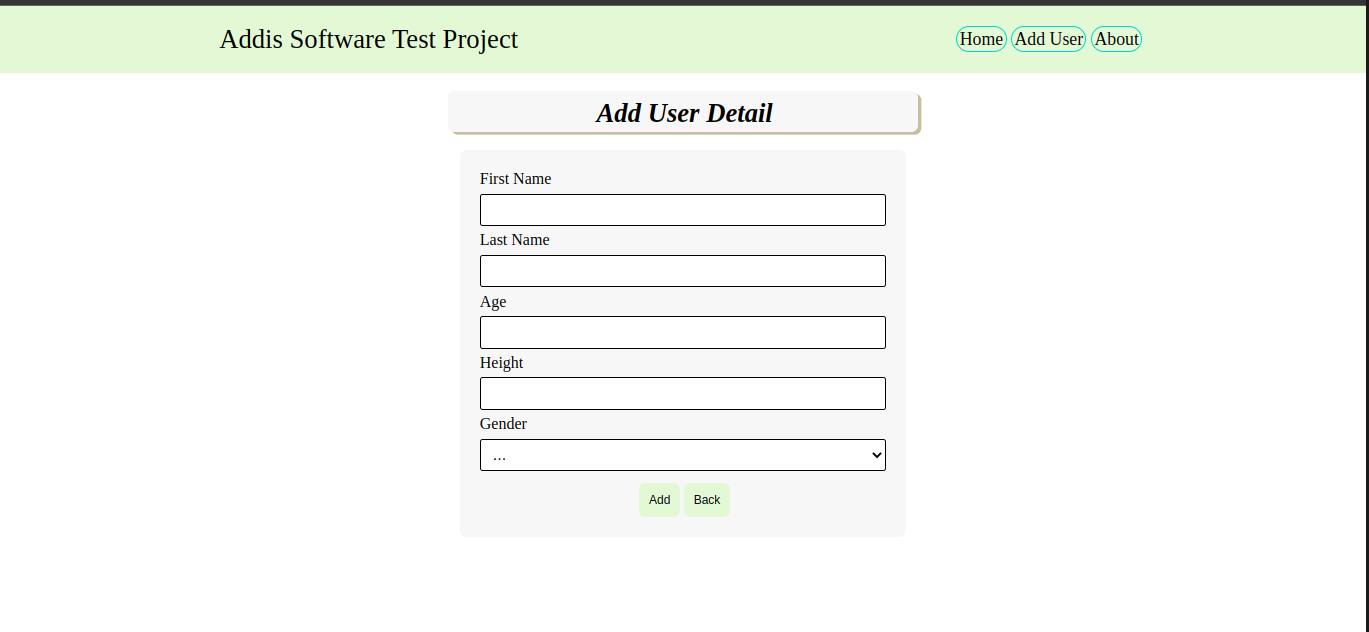 Addis Software Test Project
Home Add User About
Add User Detail
First Name
Last Name
Age
Height
Gender
...
Add Back